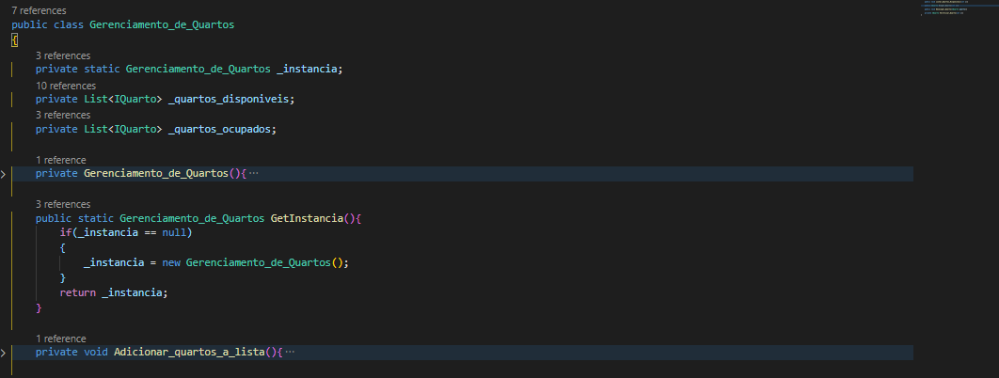 7 references
public class Gerenciamento_de_Quartos
{
3 references
private static Gerenciamento_de_Quartos _instancia;
10 references
private List<IQuarto> _quartos_disponiveis;
3 references
private List<IQuarto> _quartos_ocupados;
1 reference
private Gerenciamento_de_Quartos(){ ···
3 references
public static Gerenciamento_de_Quartos GetInstancia(){
if(_instancia == null)
{
_instancia = new Gerenciamento_de_Quartos();
}
return _instancia;
}
1 reference
private void Adicionar_quartos_a_lista(){ ···